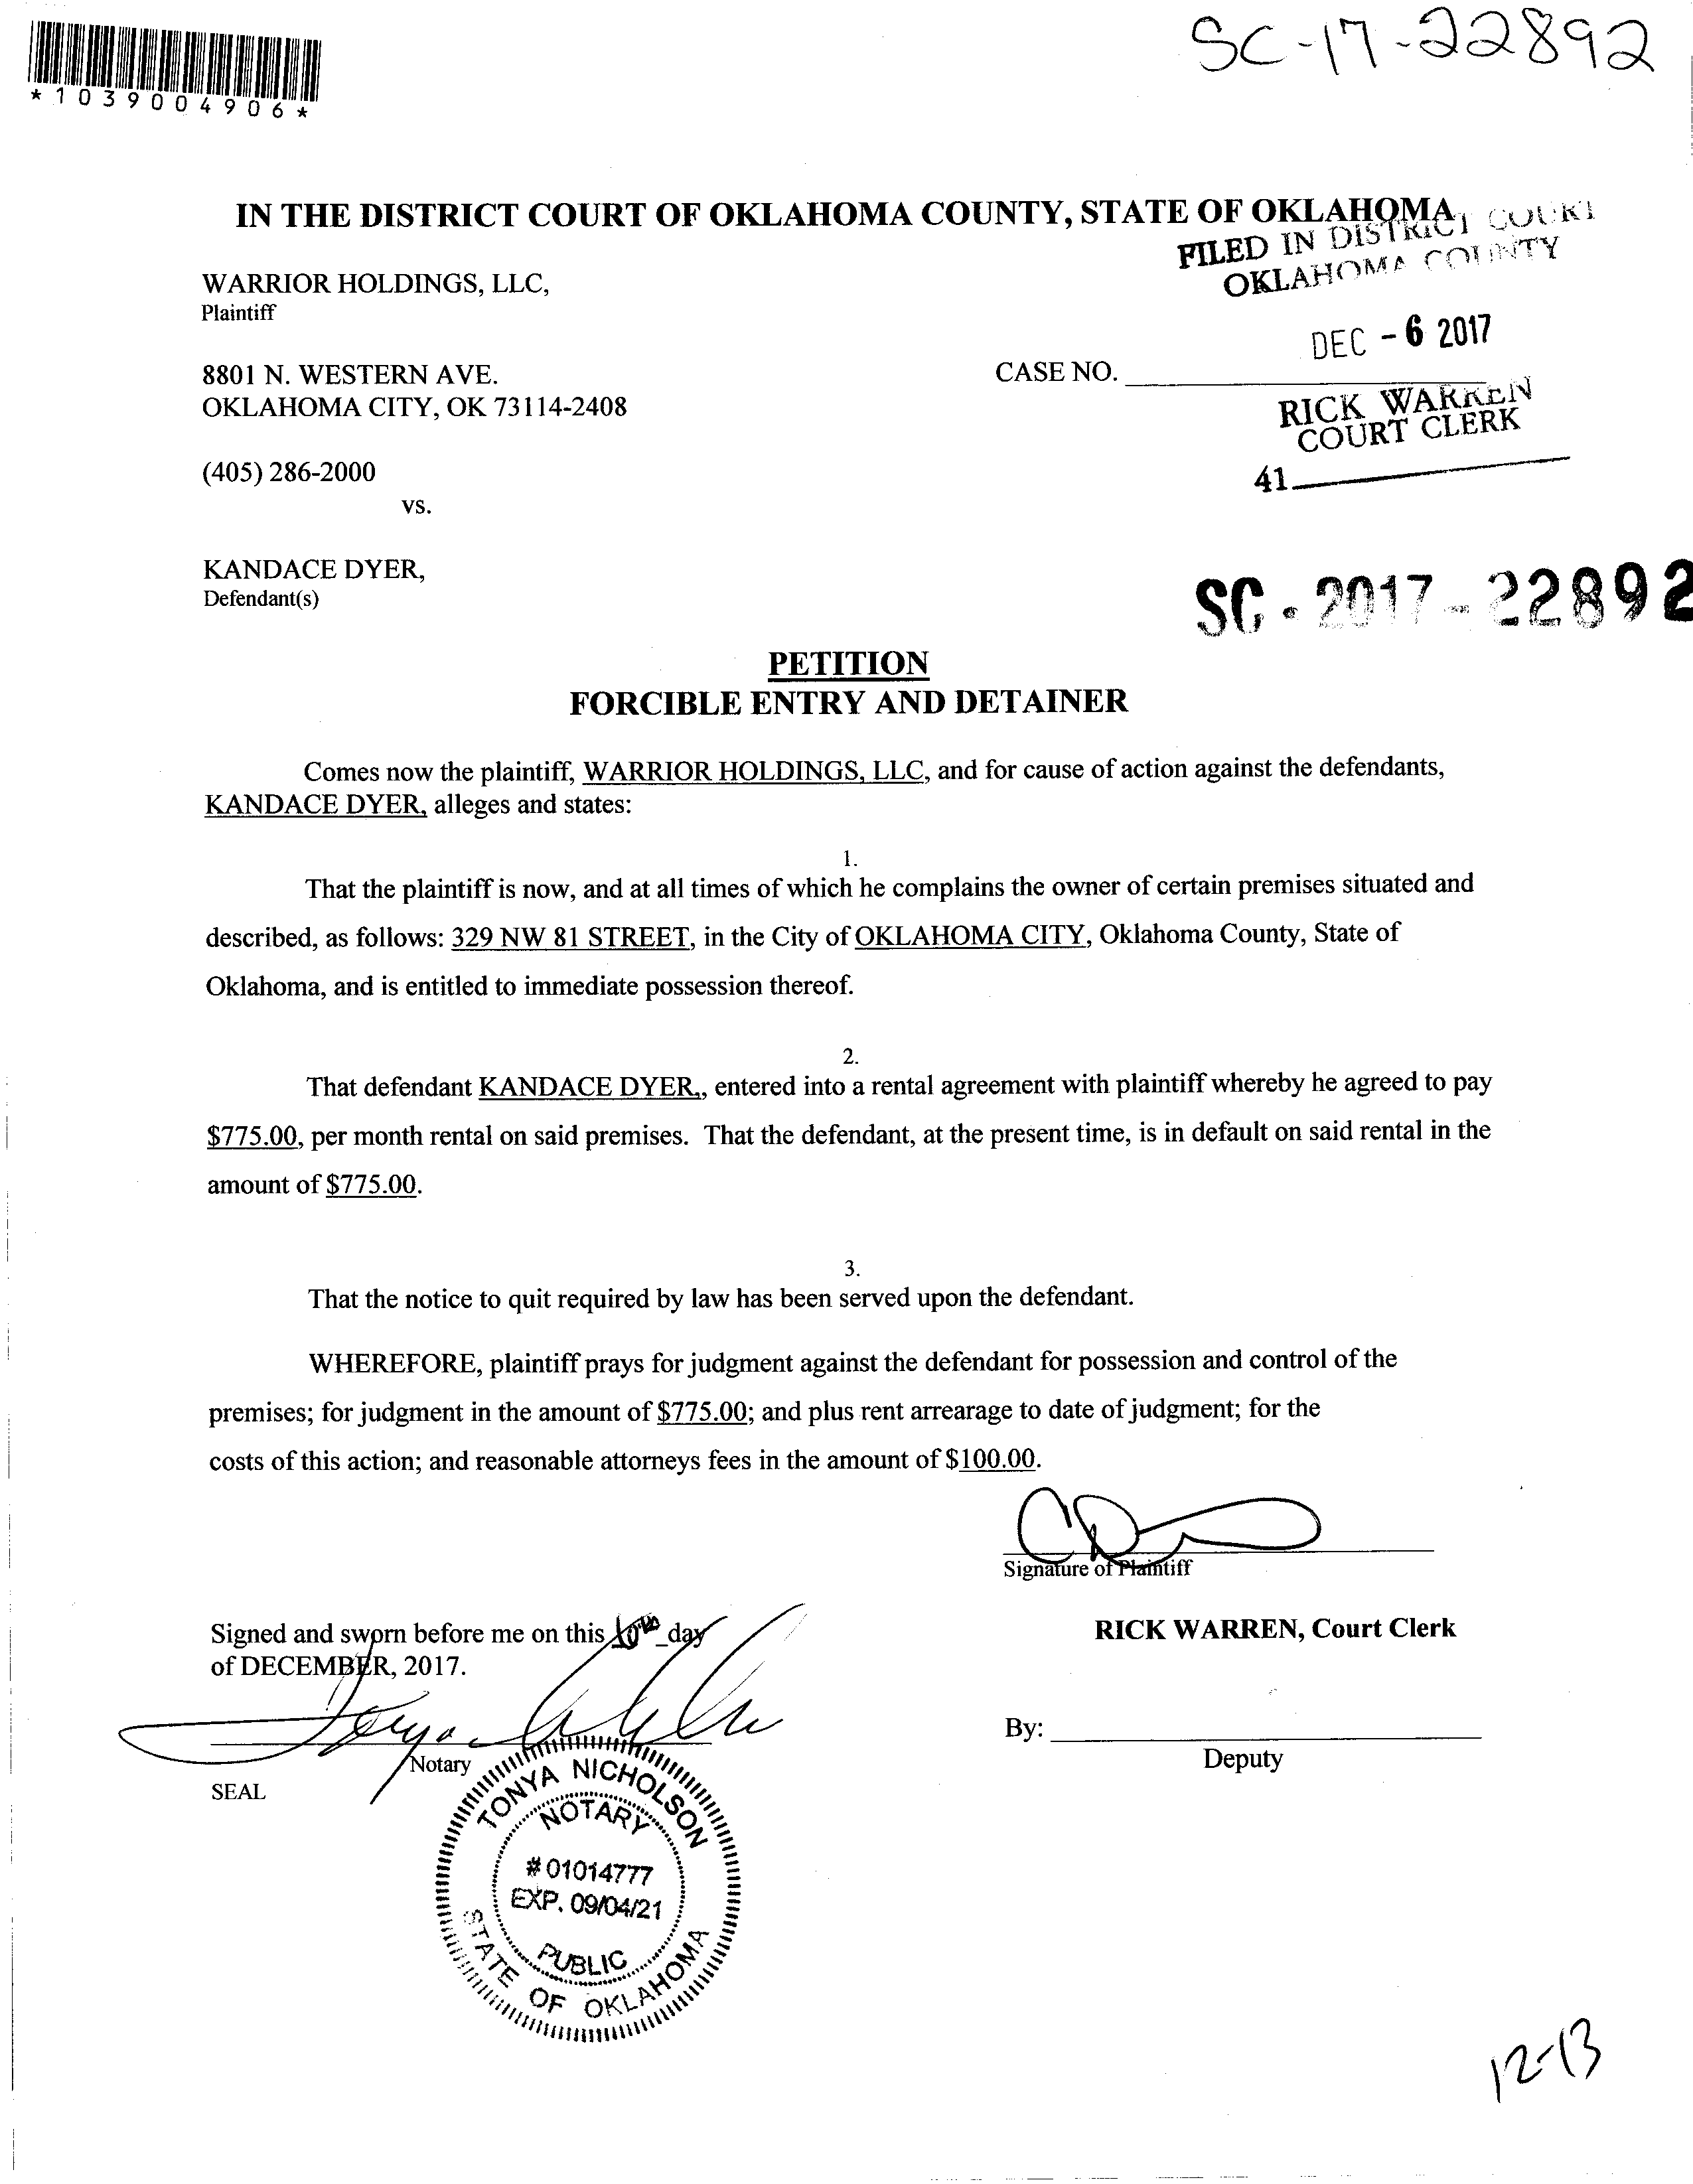 SC-17-22892
*1039004906*
IN THE DISTRICT COURT OF OKLAHOMA COUNTY, STATE OF OKLAHOMA
FILED IN DISTRICT COURT
OKLAHOMA COUNTY
WARRIOR HOLDINGS, LLC,
Plaintiff
DEC - 6 2017
8801 N. WESTERN AVE.
CASE NO.
OKLAHOMA CITY, OK 73114-2408
RICK WARREN
COURT CLERK
(405) 286-2000
41
vs.
KANDACE DYER,
Defendant(s)
SC - 2017 - 22892
PETITION
FORCIBLE ENTRY AND DETAINER
Comes now the plaintiff, WARRIOR HOLDINGS, LLC, and for cause of action against the defendants,
KANDACE DYER, alleges and states:
1.
That the plaintiff is now, and at all times of which he complains the owner of certain premises situated and
described, as follows: 329 NW 81 STREET, in the City of OKLAHOMA CITY, Oklahoma County, State of
Oklahoma, and is entitled to immediate possession thereof.
2.
That defendant KANDACE DYER,, entered into a rental agreement with plaintiff whereby he agreed to pay
$775.00, per month rental on said premises. That the defendant, at the present time, is in default on said rental in the
amount of $775.00.
3.
That the notice to quit required by law has been served upon the defendant.
WHEREFORE, plaintiff prays for judgment against the defendant for possession and control of the
premises; for judgment in the amount of $775.00; and plus rent arrearage to date of judgment; for the
costs of this action; and reasonable attorneys fees in the amount of $100.00.
Signature of Plaintiff
Signed and sworn before me on this day
of DECEMBER, 2017.
RICK WARREN, Court Clerk
By:
Deputy
Notary
SEAL
TONYA NICHOLSON
NOTARY
#01014777
EXP. 09/04/21
PUBLIC
STATE OF OKLAHOMA
12-13